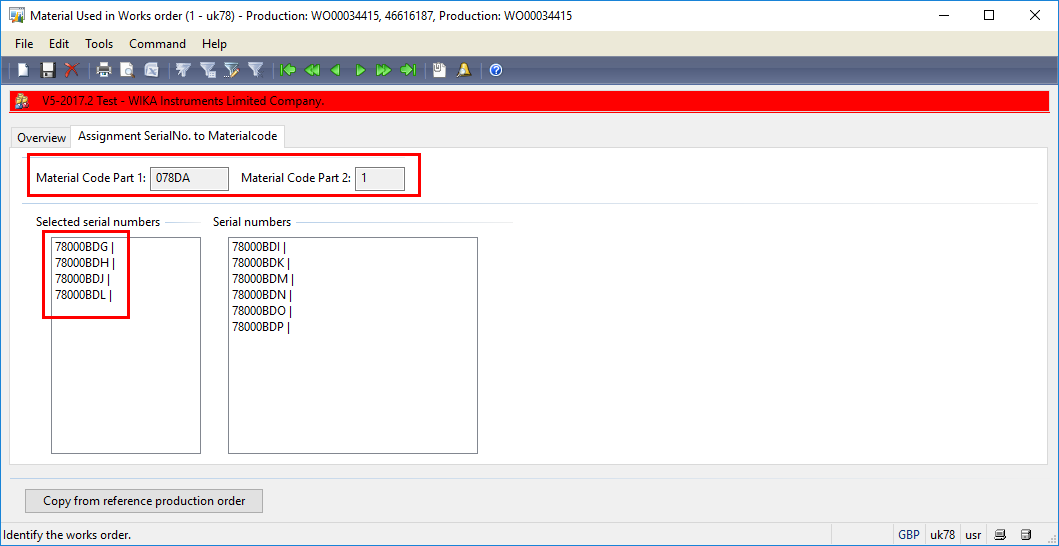 Material Used in Works order (1 - uk78) - Production: WO00034415, 46616187, Production: WO00034415
File Edit Tools Command Help
V5-2017.2 Test - WIKA Instruments Limited Company.
Overview Assignment SerialNo. to Materialcode
Material Code Part 1: 078DA Material Code Part 2: 1
Selected serial numbers Serial numbers
78000BDG | 78000BDI |
78000BDH | 78000BDK |
78000BDJ | 78000BDM |
78000BDL | 78000BDN |
78000BDO |
78000BDP |
Copy from reference production order
Identify the works order. GBP uk78 usr